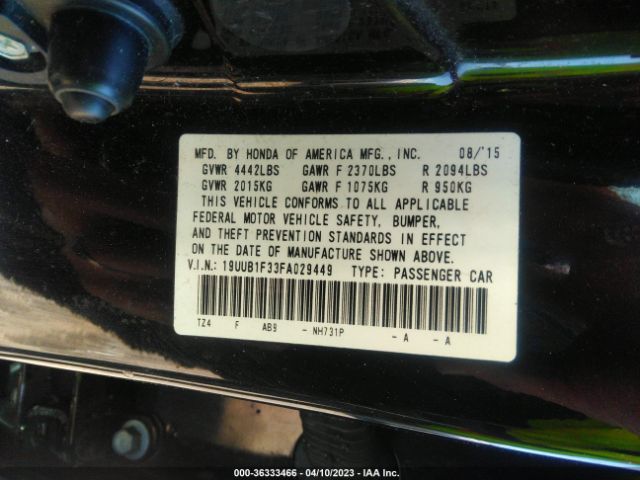 MFD. BY HONDA OF AMERICA MFG., INC. 08/'15
GVWR 4442LBS GAWR F 2370LBS R 2094LBS
GVWR 2015KG GAWR F 1075KG R 950KG
THIS VEHICLE CONFORMS TO ALL APPLICABLE
FEDERAL MOTOR VEHICLE SAFETY, BUMPER,
AND THEFT PREVENTION STANDARDS IN EFFECT
ON THE DATE OF MANUFACTURE SHOWN ABOVE.
V.I.N.: 19UUB1F33FA029449 TYPE: PASSENGER CAR
TZ4 F AB9 - NH731P - A - A
000-36333466 - 04/10/2023 - IAA Inc.